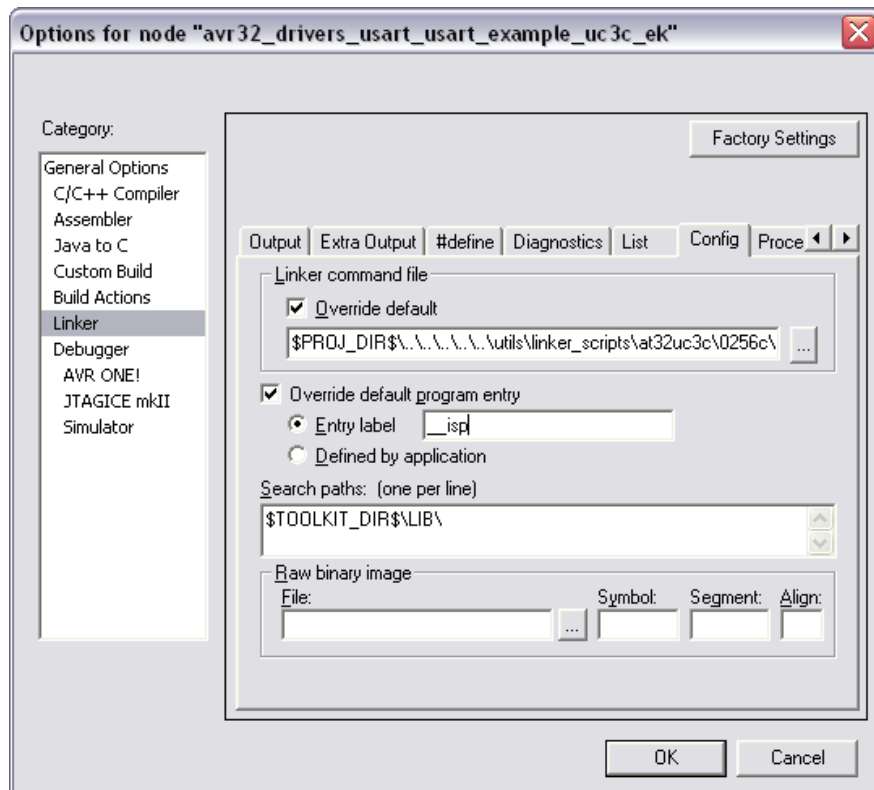 Options for node "avr32_drivers_usart_usart_example_uc3c_ek"
Category:
General Options
C/C++ Compiler
Assembler
Java to C
Custom Build
Build Actions
Linker
Debugger
AVR ONE!
JTAGICE mkII
Simulator
Factory Settings
Output Extra Output #define Diagnostics List Config Proce
Linker command file
Override default
$PROJ_DIR$\..\..\..\..\..\utils\linker_scripts\at32uc3c\0256c\ ...
Override default program entry
Entry label __isp
Defined by application
Search paths: (one per line)
$TOOLKIT_DIR$\LIB\
Raw binary image
File: Symbol: Segment: Align:
...
OK Cancel